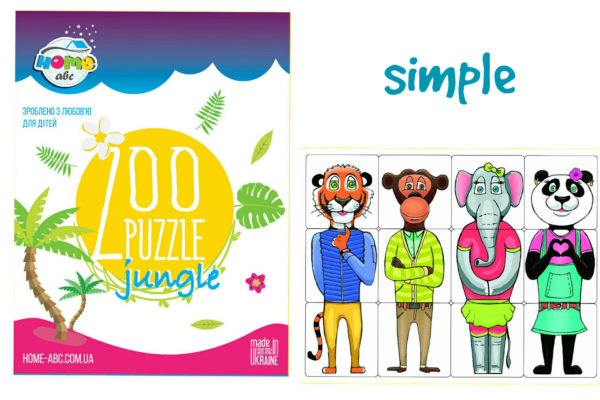 HOME
abc
ЗРОБЛЕНО З ЛЮБОВ'Ю
ДЛЯ ДІТЕЙ
ZOO
PUZZLE
jungle
HOME-ABC.COM.UA
made in
UKRAINE
simple